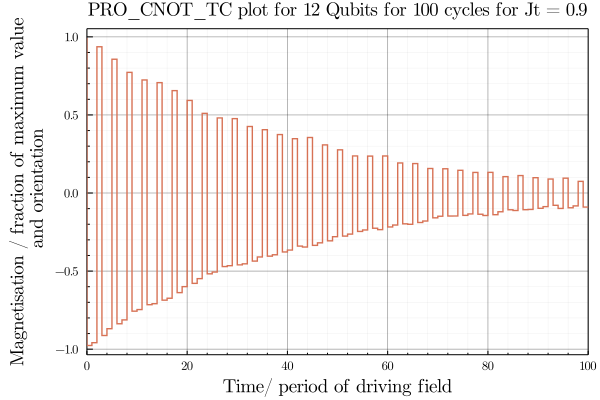 PRO_CNOT_TC plot for 12 Qubits for 100 cycles for Jt = 0.9
Magnetisation / fraction of maximum value
and orientation
1.0
0.5
0.0
−0.5
−1.0
0 20 40 60 80 100
Time/ period of driving field